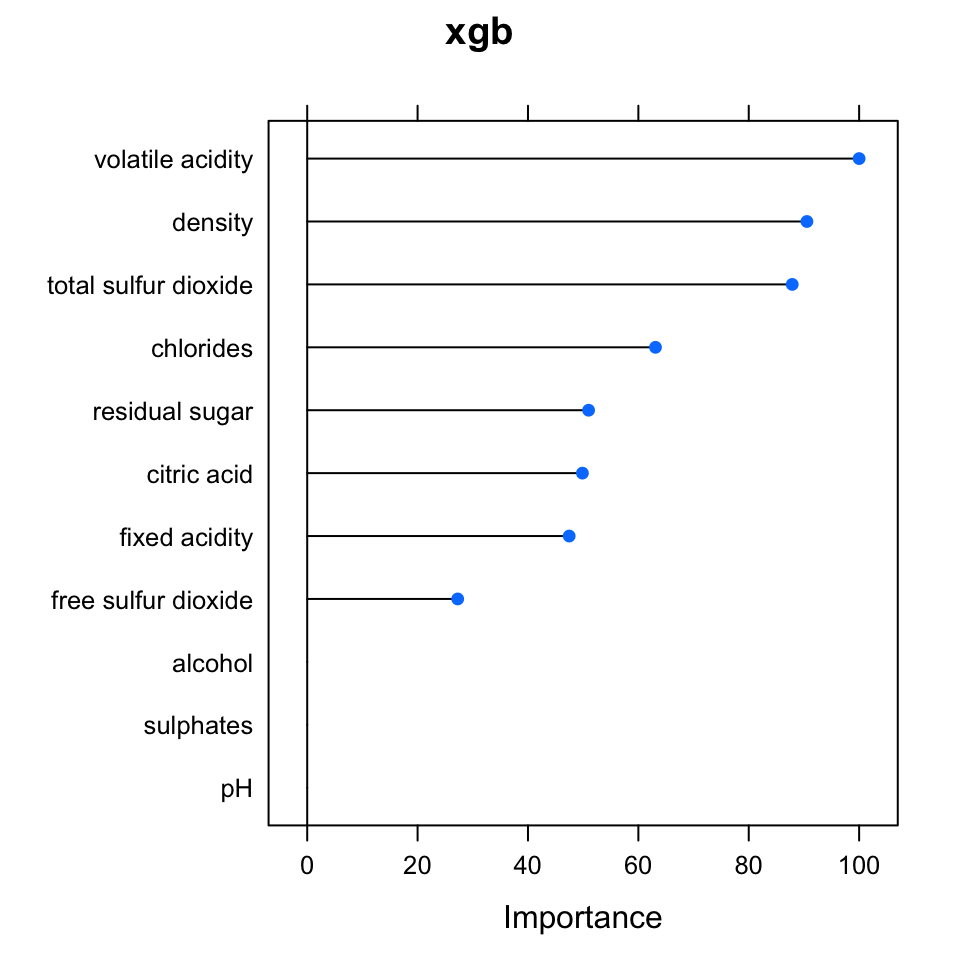 xgb
volatile acidity
density
total sulfur dioxide
chlorides
residual sugar
citric acid
fixed acidity
free sulfur dioxide
alcohol
sulphates
pH
0 20 40 60 80 100
Importance